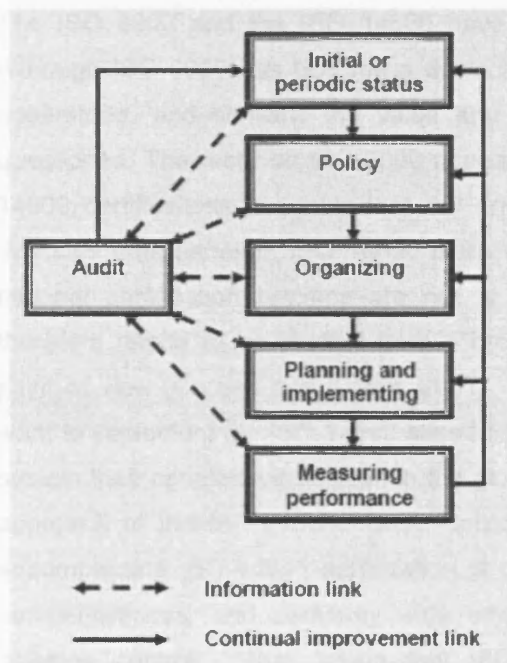 Initial or
periodic status
Policy
Audit
Organizing
Planning and
implementing
Measuring
performance
Information link
Continual improvement link